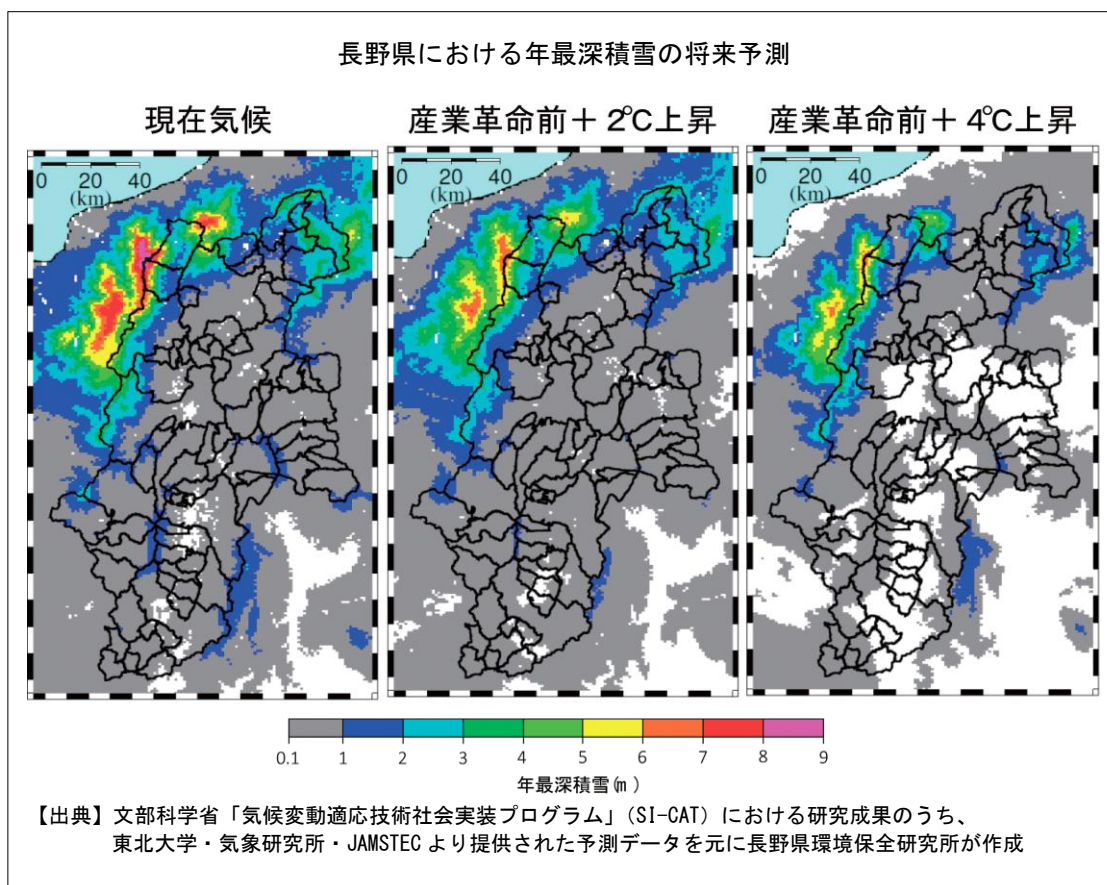 長野県における年最深積雪の将来予測
現在気候
産業革命前＋2℃上昇
産業革命前＋4℃上昇
0 20 40
(km)
0 20 40
(km)
0 20 40
(km)
0.1 1 2 3 4 5 6 7 8 9
年最深積雪(m)
【出典】文部科学省「気候変動適応技術社会実装プログラム」(SI-CAT)における研究成果のうち、
東北大学・気象研究所・JAMSTECより提供された予測データを元に長野県環境保全研究所が作成